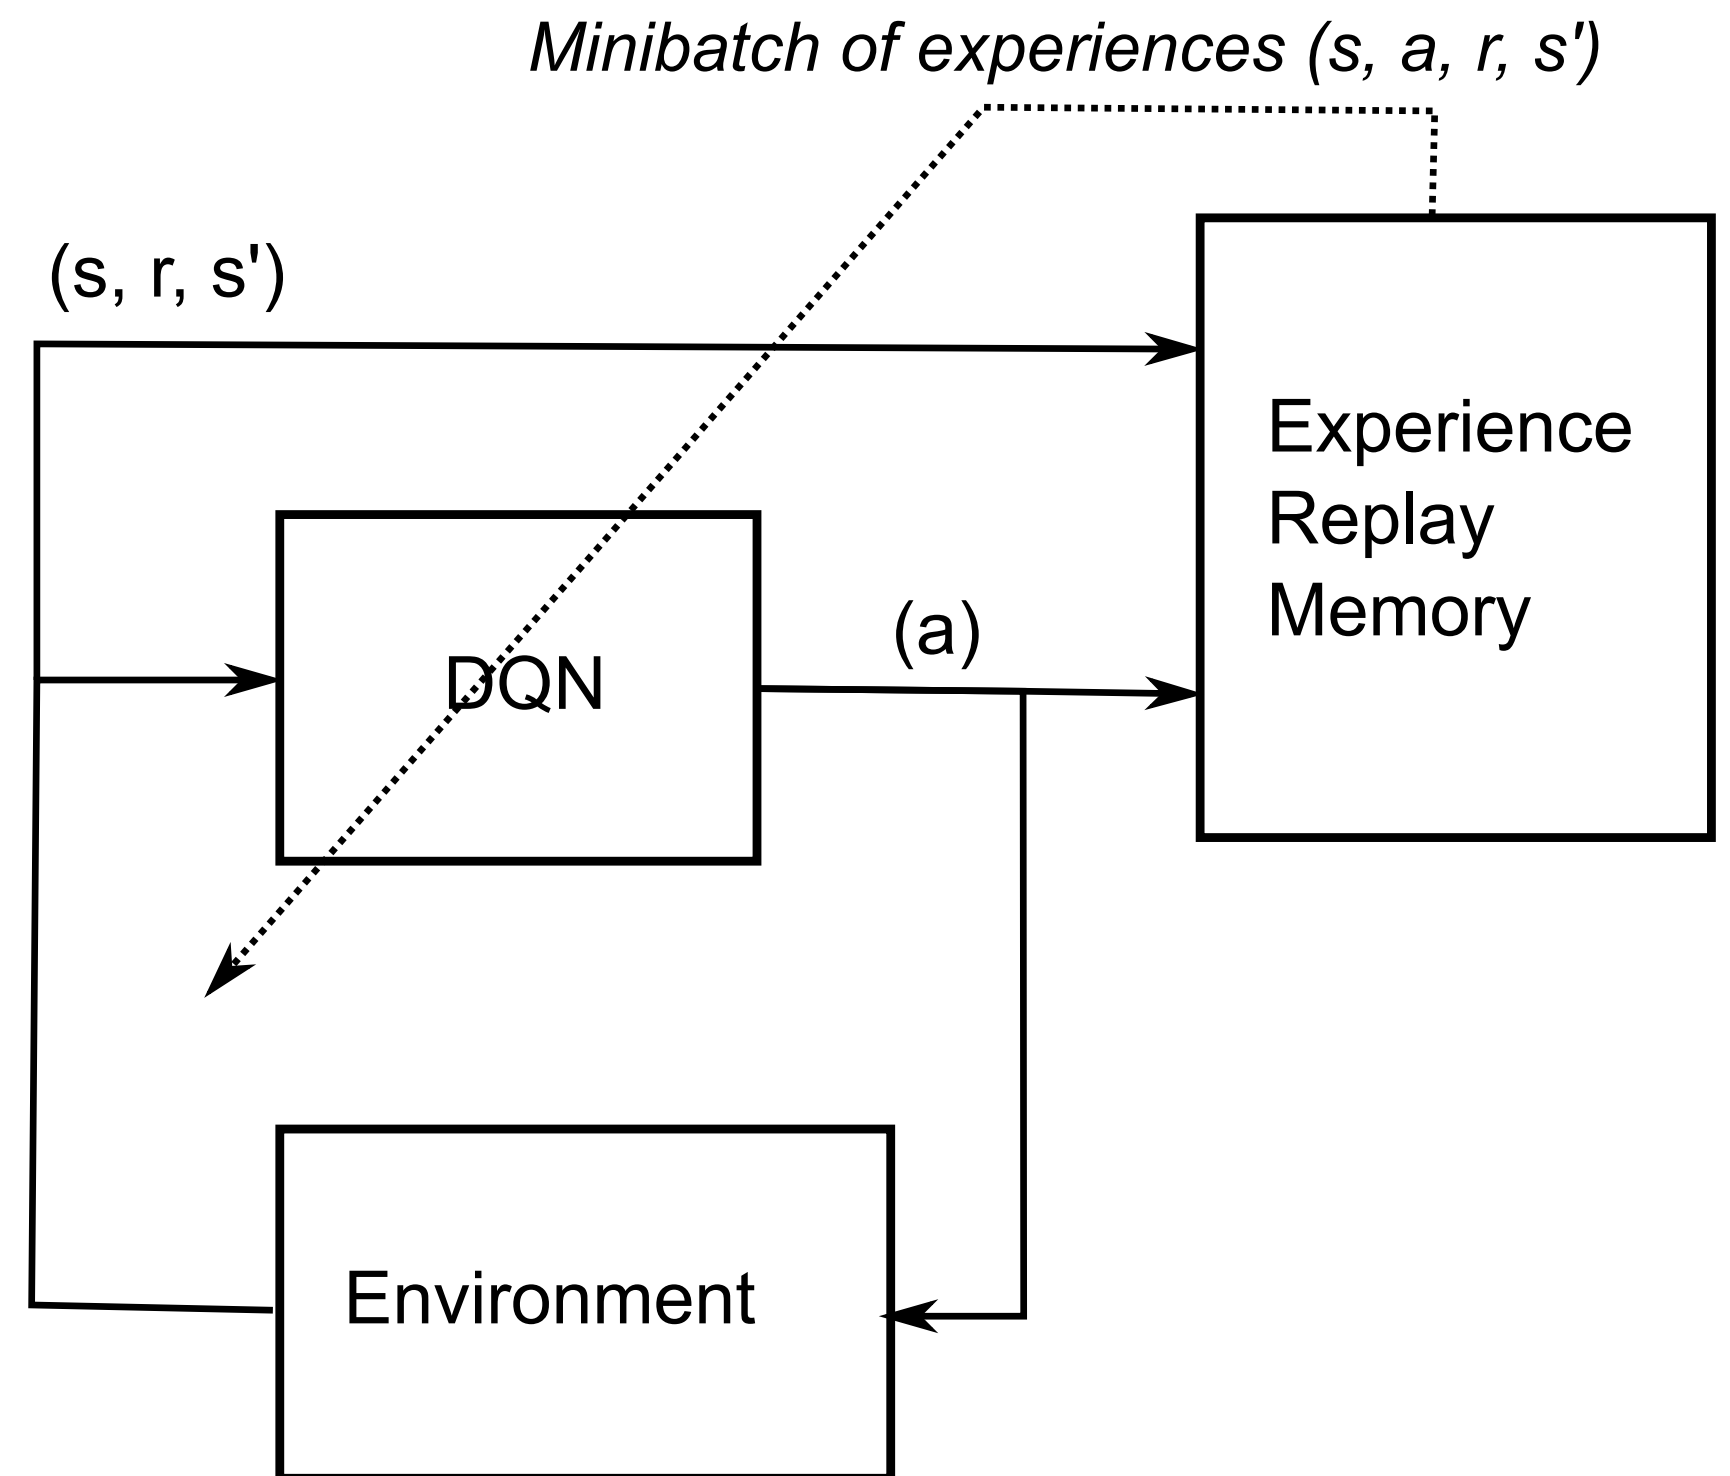 Minibatch of experiences (s, a, r, s')
(s, r, s')
Experience
Replay
Memory
(a)
DQN
Environment